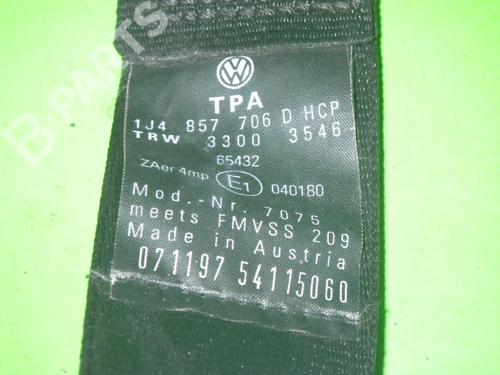 B-PARTS
VW
TPA
1J4 857 706 D HCP
TRW 3300 3546
65432
ZAer 4mp E1 040180
Mod.-Nr. 7075
meets FMVSS 209
Made in Austria
071197 54115060